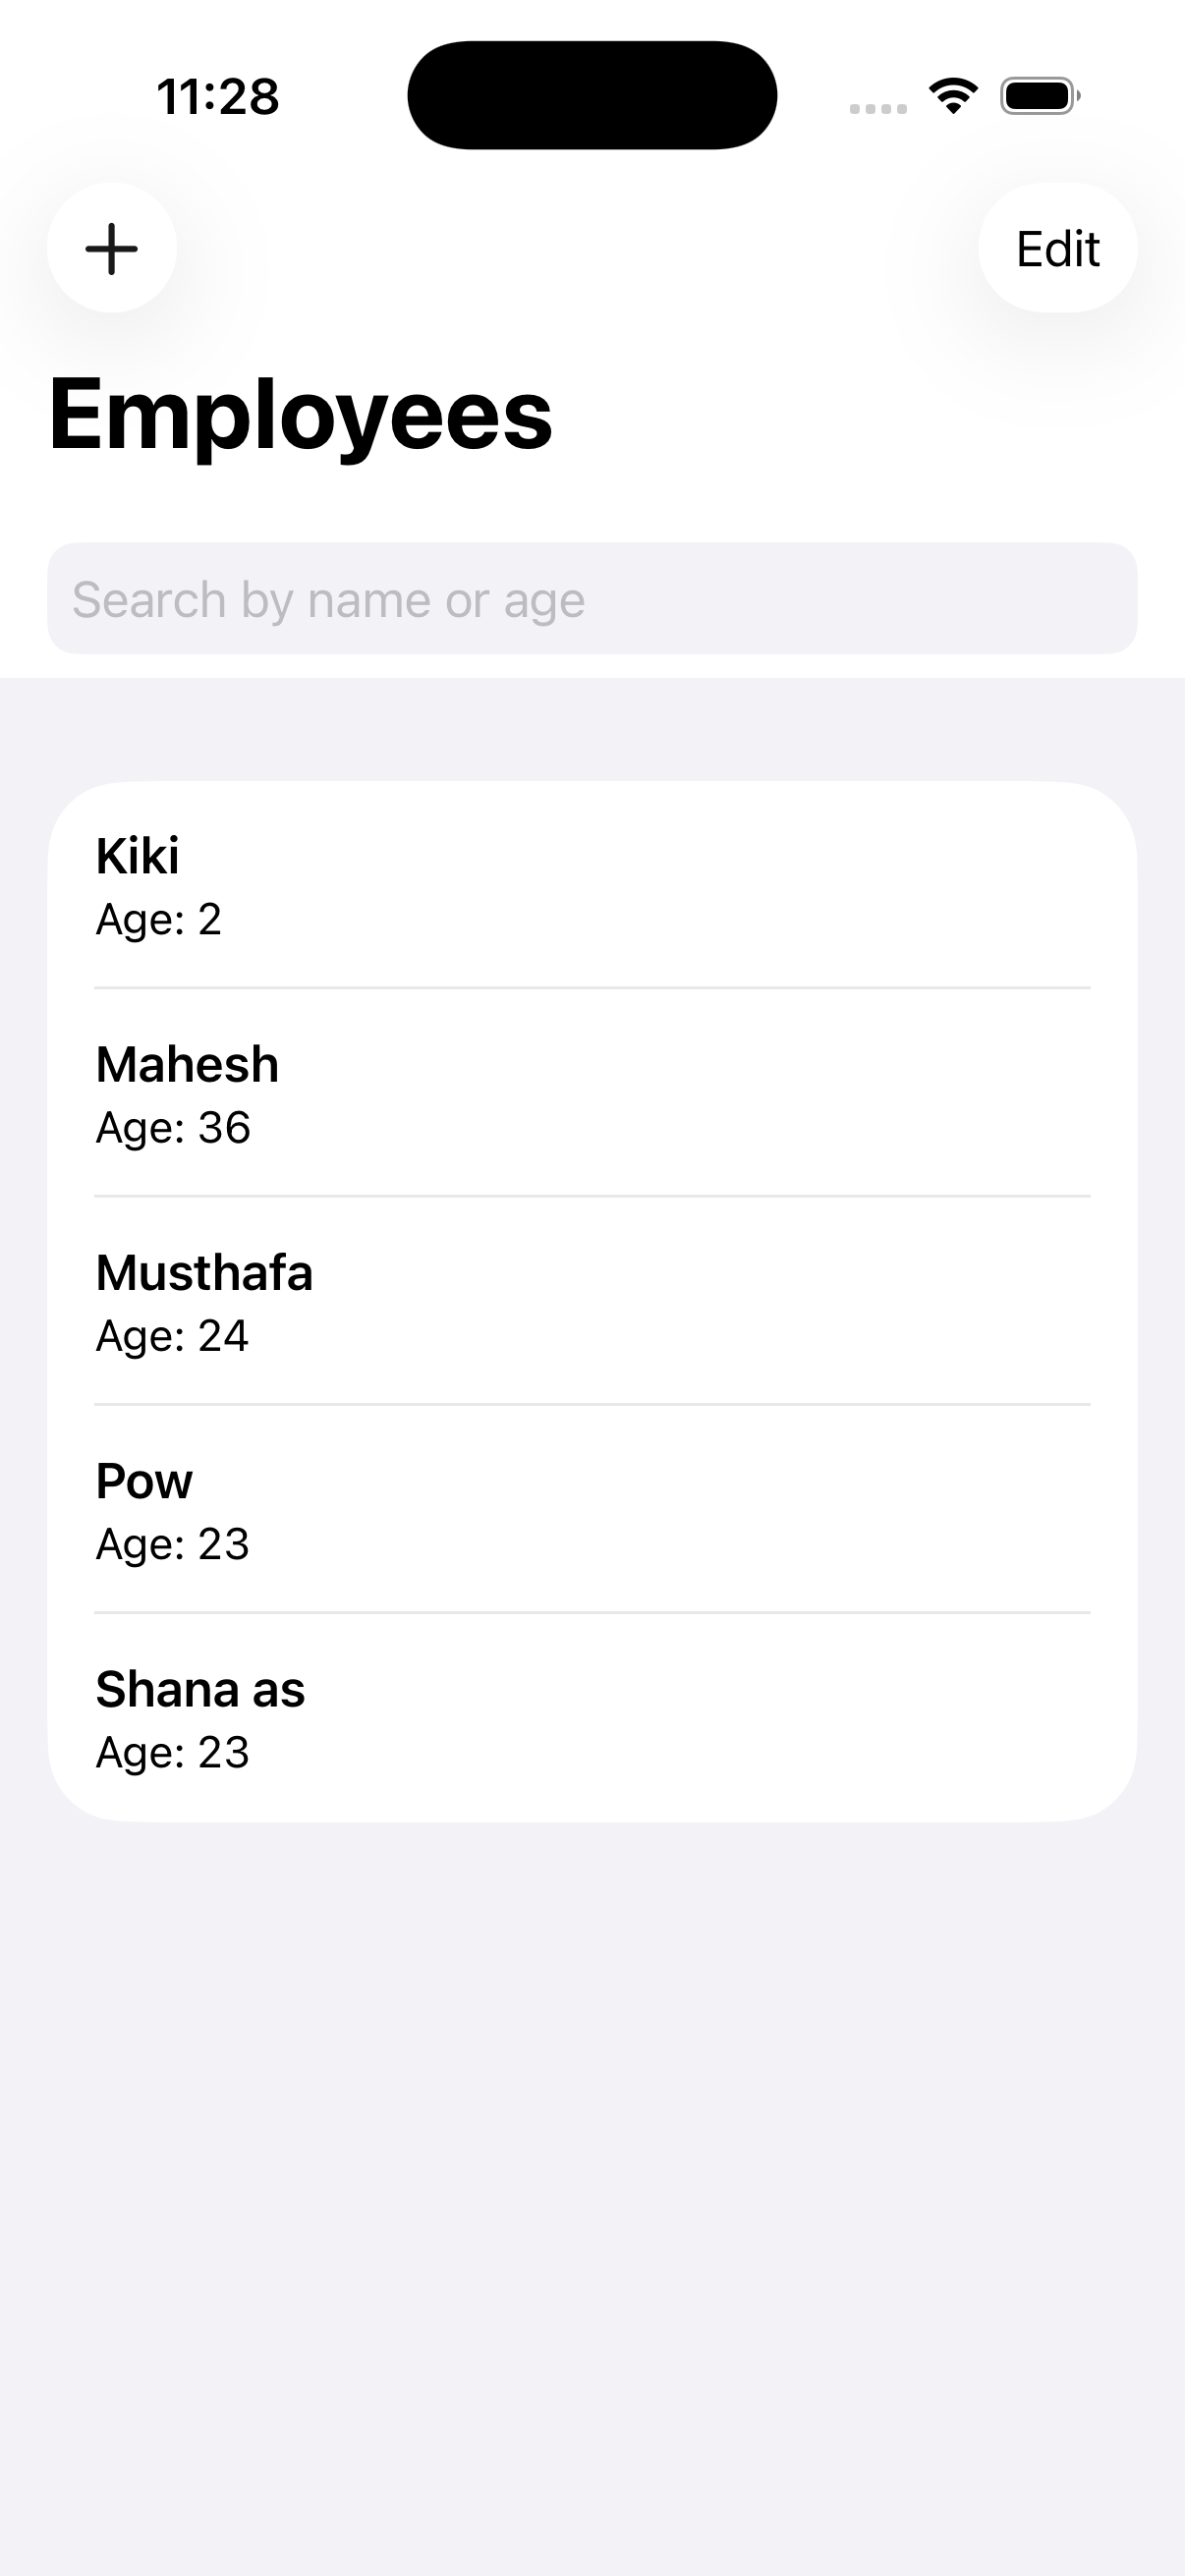 11:28
Edit
Employees
Search by name or age
Kiki
Age: 2
Mahesh
Age: 36
Musthafa
Age: 24
Pow
Age: 23
Shana as
Age: 23